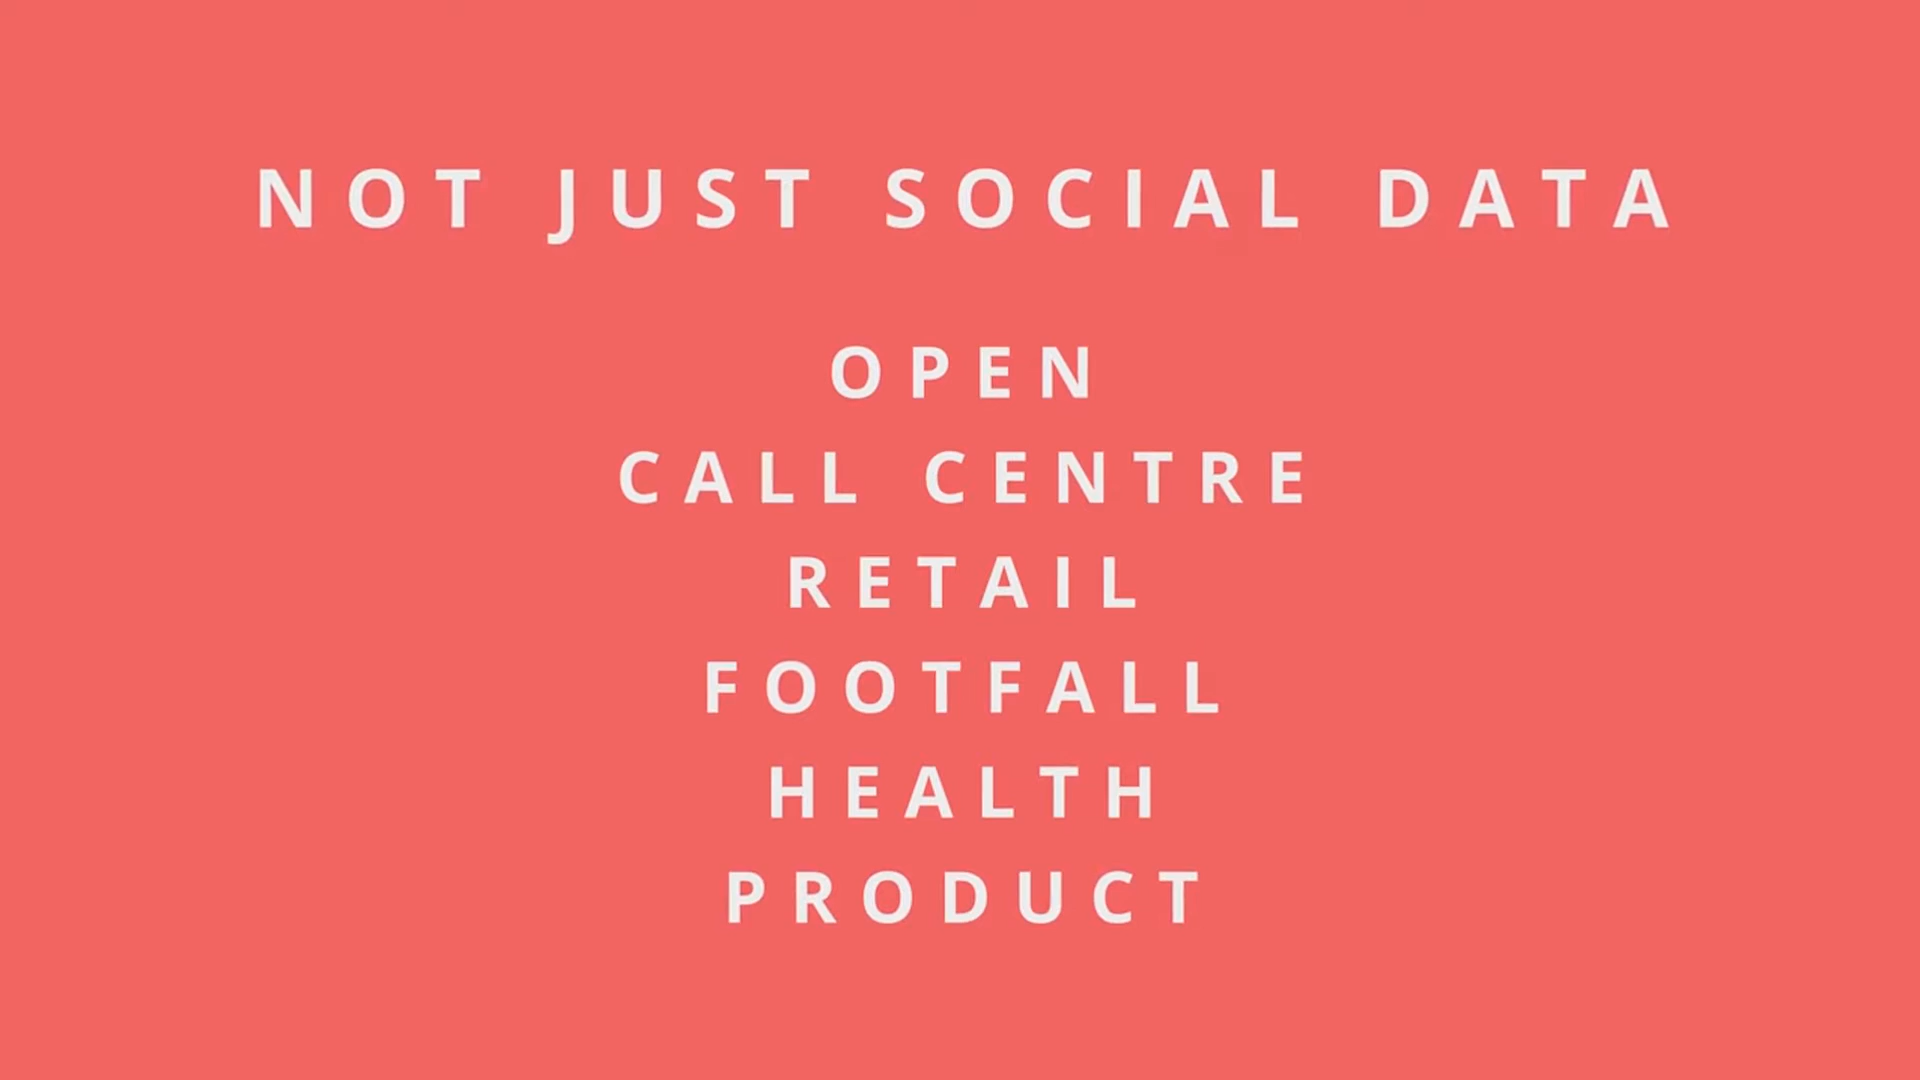 NOT JUST SOCIAL DATA
OPEN
CALL CENTRE
RETAIL
FOOTFALL
HEALTH
PRODUCT